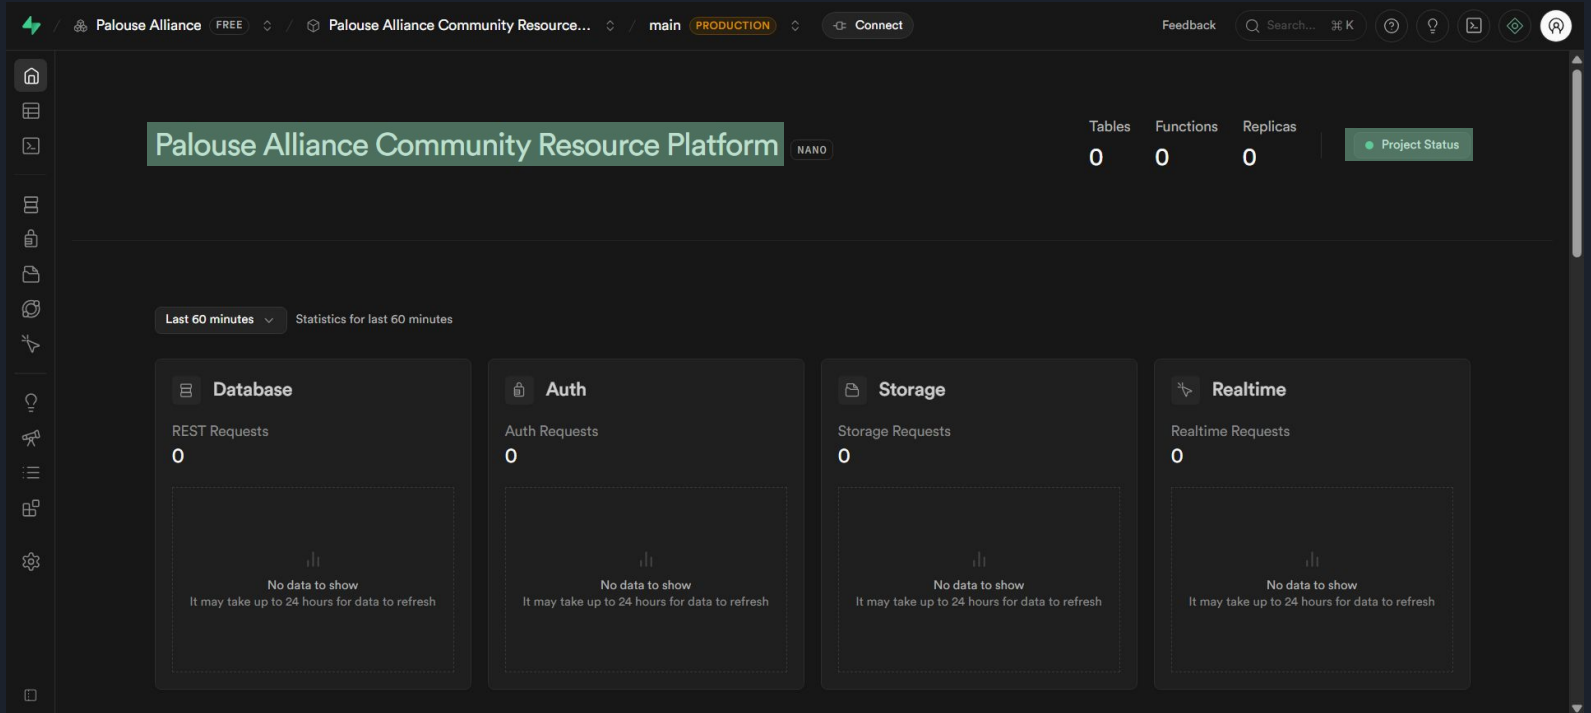 Palouse Alliance FREE Palouse Alliance Community Resource... main PRODUCTION Connect Feedback Search... ⌘ K
Palouse Alliance Community Resource Platform NANO
Tables Functions Replicas
0 0 0
Project Status
Last 60 minutes Statistics for last 60 minutes
Database
REST Requests
0
No data to show
It may take up to 24 hours for data to refresh
Auth
Auth Requests
0
No data to show
It may take up to 24 hours for data to refresh
Storage
Storage Requests
0
No data to show
It may take up to 24 hours for data to refresh
Realtime
Realtime Requests
0
No data to show
It may take up to 24 hours for data to refresh